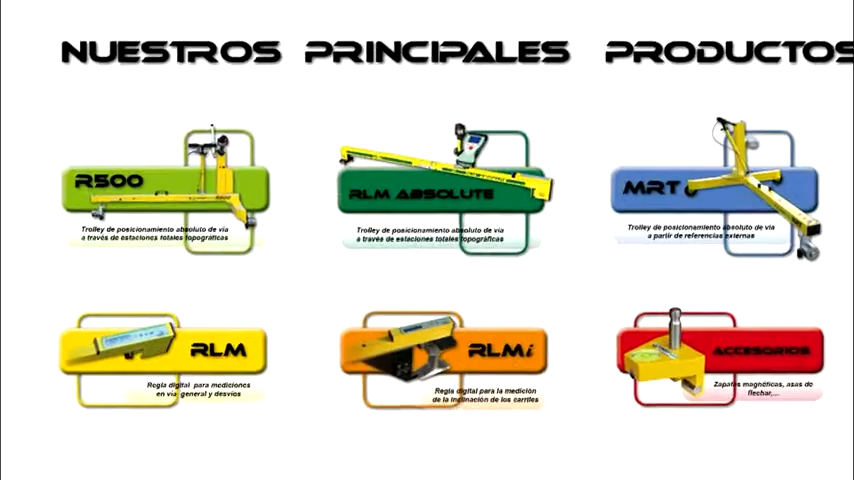 NUESTROS PRINCIPALES PRODUCTOS
R500
Trolley de posicionamiento absoluto de vía
a través de estaciones totales topográficas
RLM ABSOLUTE
Trolley de posicionamiento absoluto de vía
a través de estaciones totales topográficas
MRT
Trolley de posicionamiento absoluto de vía
a partir de referencias externas
RLM
Regla digital para mediciones
en vía general y desvíos
RLMi
Regla digital para la medición
de la inclinación de los carriles
ACCESORIOS
Zapatas magnéticas, asas de
flechar,...